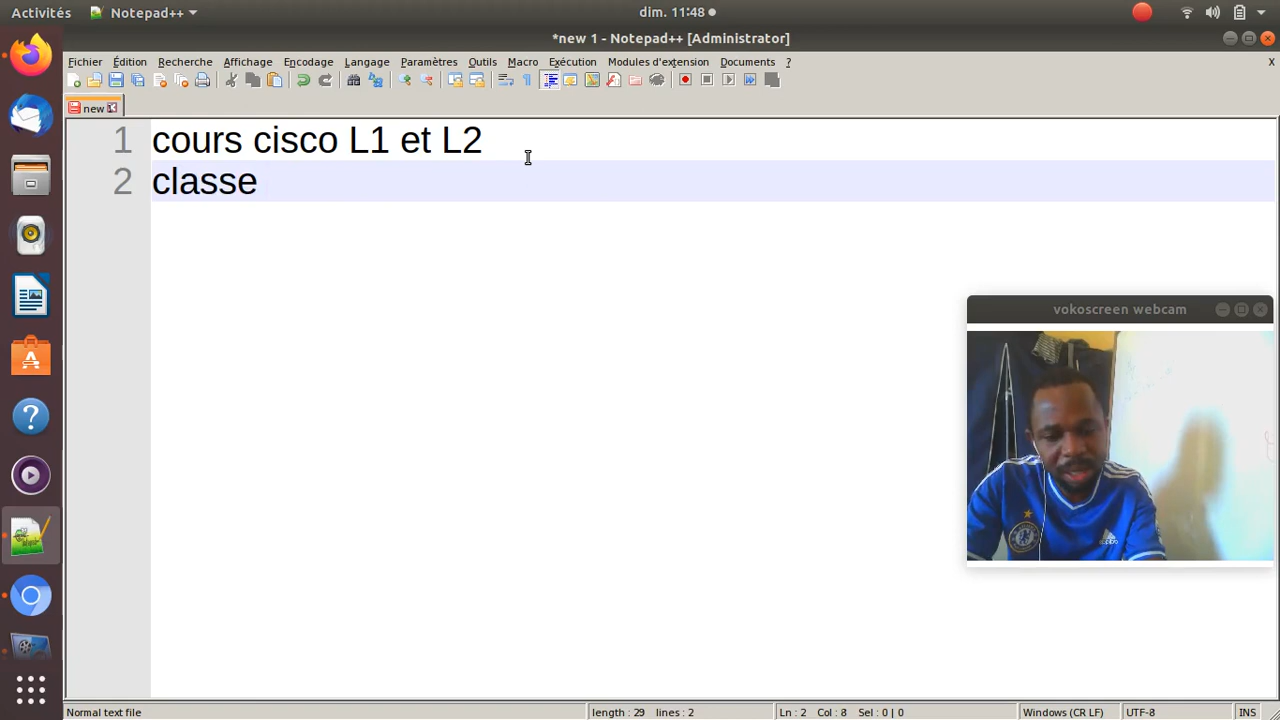 Activités
Notepad++
dim. 11:48
*new 1 - Notepad++ [Administrator]
Fichier Édition Recherche Affichage Encodage Langage Paramètres Outils Macro Exécution Modules d'extension Documents ? X
new
1 cours cisco L1 et L2
2 classe
vokoscreen webcam
Normal text file length : 29 lines : 2 Ln : 2 Col : 8 Sel : 0 | 0 Windows (CR LF) UTF-8 INS